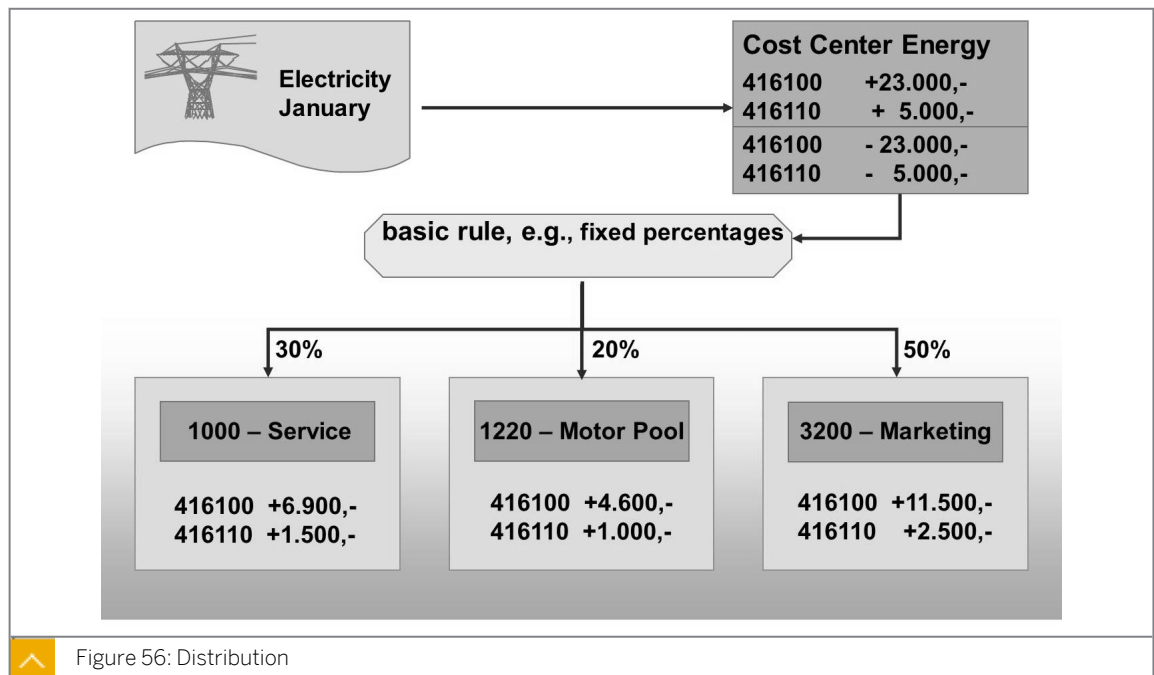 Electricity
January
Cost Center Energy
416100 +23.000,-
416110 + 5.000,-
416100 - 23.000,-
416110 - 5.000,-
basic rule, e.g., fixed percentages
30%
20%
50%
1000 – Service
416100 +6.900,-
416110 +1.500,-
1220 – Motor Pool
416100 +4.600,-
416110 +1.000,-
3200 – Marketing
416100 +11.500,-
416110 +2.500,-
Figure 56: Distribution